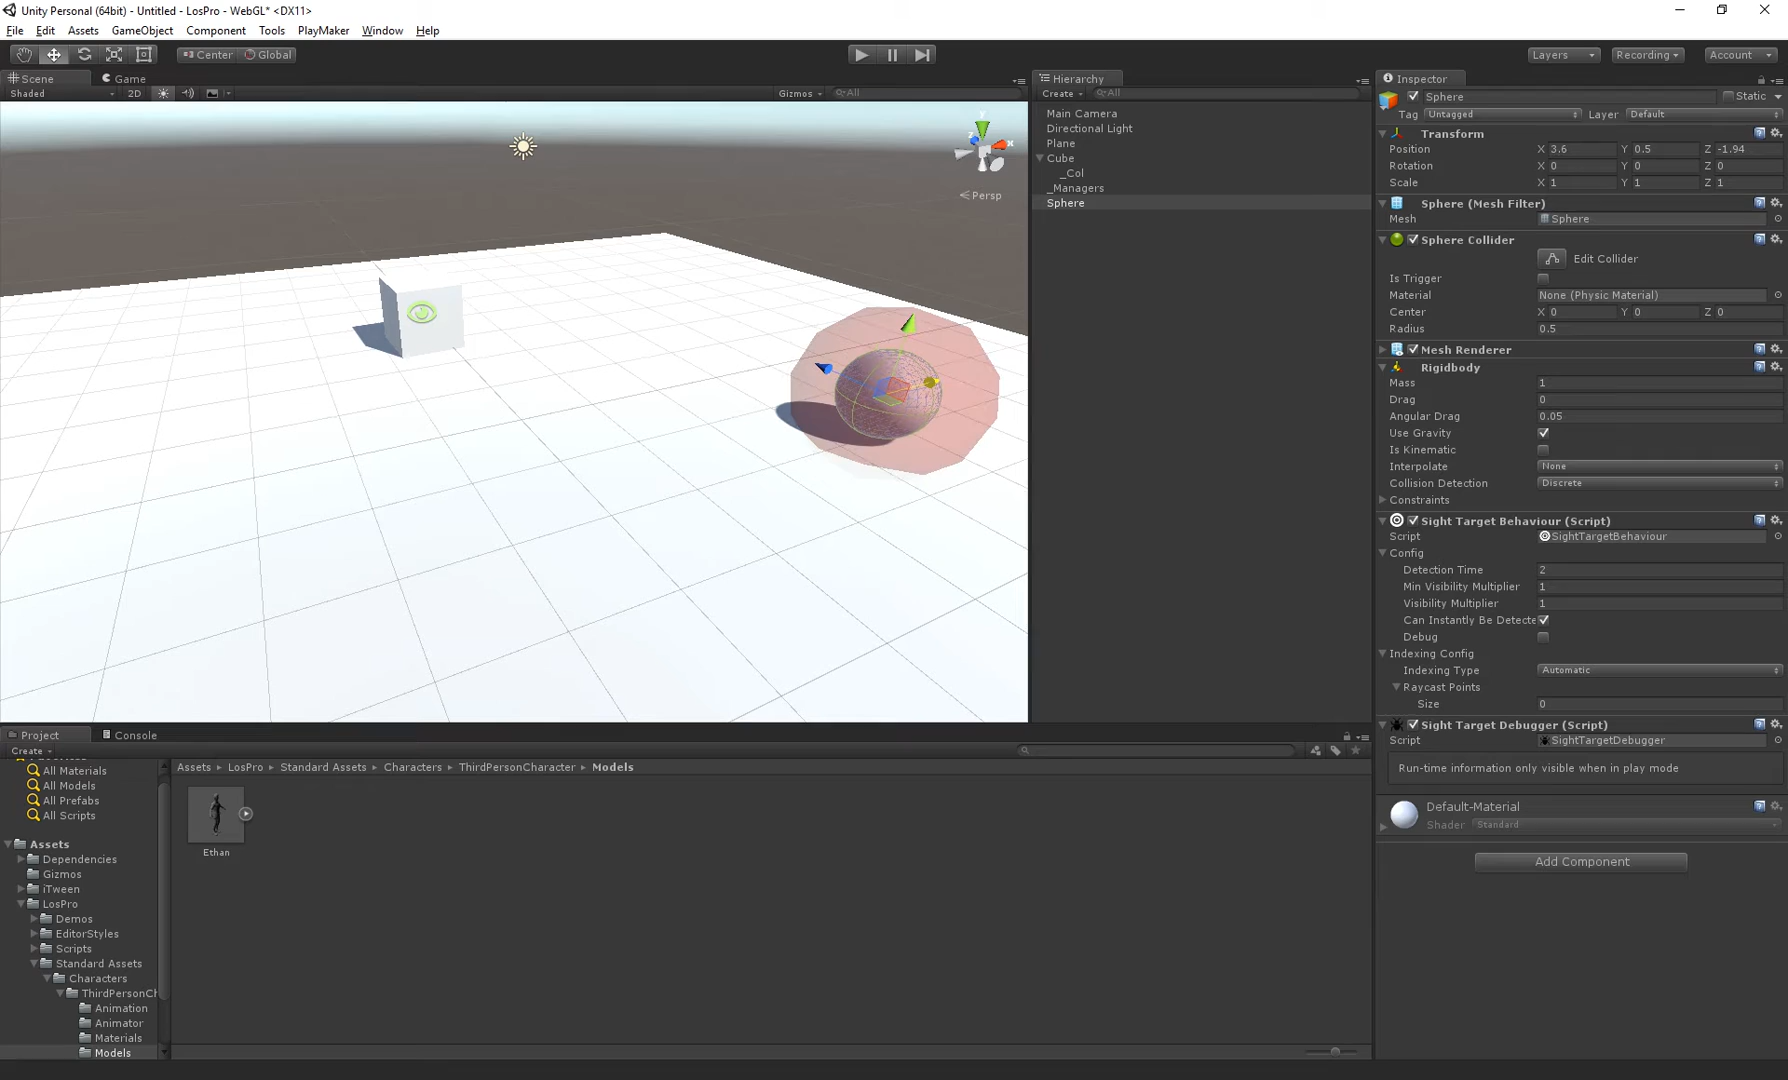 Unity Personal (64bit) - Untitled - LosPro - WebGL* <DX11>
File Edit Assets GameObject Component Tools PlayMaker Window Help
Center Global Layers Recording Account
Scene Game
Shaded 2D Gizmos All
Persp
Hierarchy
Create All
Main Camera
Directional Light
Plane
Cube
_Col
_Managers
Sphere
Inspector
Sphere Static
Tag Untagged Layer Default
Transform
Position X 3.6 Y 0.5 Z -1.94
Rotation X 0 Y 0 Z 0
Scale X 1 Y 1 Z 1
Sphere (Mesh Filter)
Mesh Sphere
Sphere Collider
Edit Collider
Is Trigger
Material None (Physic Material)
Center X 0 Y 0 Z 0
Radius 0.5
Mesh Renderer
Rigidbody
Mass 1
Drag 0
Angular Drag 0.05
Use Gravity
Is Kinematic
Interpolate None
Collision Detection Discrete
Constraints
Sight Target Behaviour (Script)
Script SightTargetBehaviour
Config
Detection Time 2
Min Visibility Multiplier 1
Visibility Multiplier 1
Can Instantly Be Detecte
Debug
Indexing Config
Indexing Type Automatic
Raycast Points
Size 0
Sight Target Debugger (Script)
Script SightTargetDebugger
Run-time information only visible when in play mode
Default-Material
Shader Standard
Add Component
Project Console
Create
All Materials
All Models
All Prefabs
All Scripts
Assets
Dependencies
Gizmos
iTween
LosPro
Demos
EditorStyles
Scripts
Standard Assets
Characters
ThirdPersonCh
Animation
Animator
Materials
Models
Assets LosPro Standard Assets Characters ThirdPersonCharacter Models
Ethan